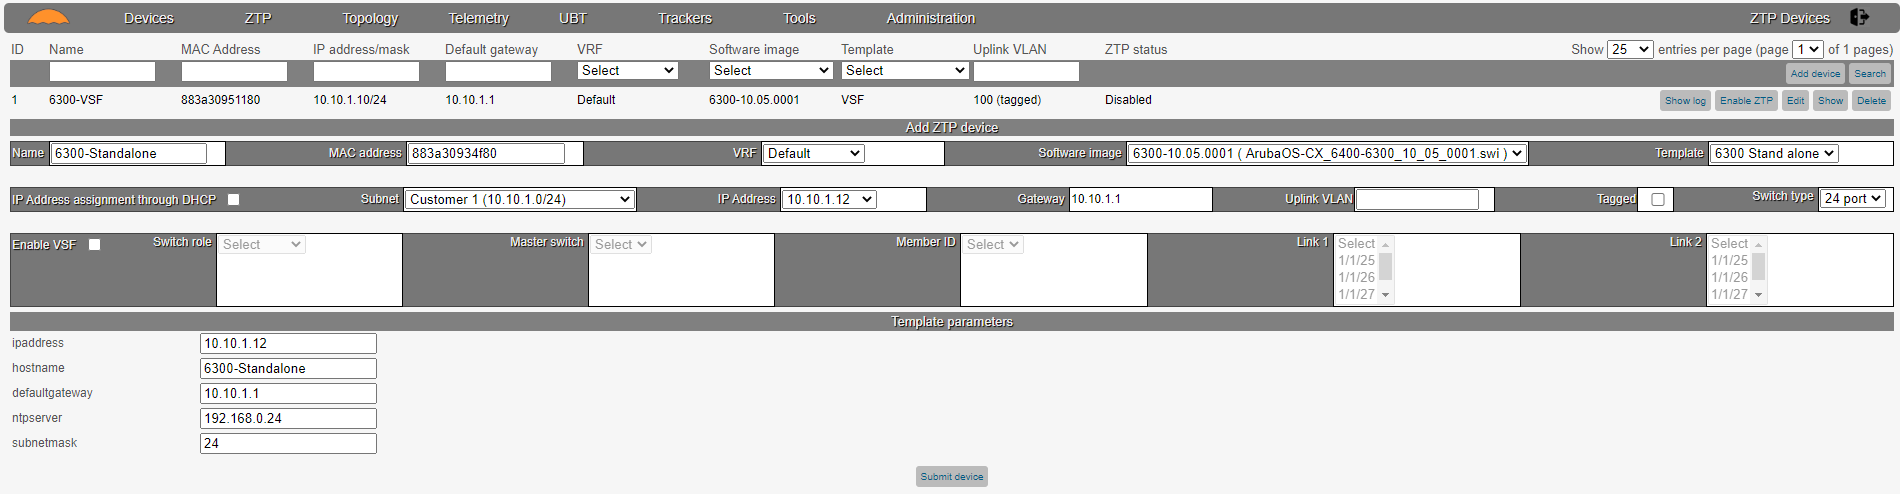 Devices ZTP Topology Telemetry UBT Trackers Tools Administration ZTP Devices
ID Name MAC Address IP address/mask Default gateway VRF Software image Template Uplink VLAN ZTP status Show 25 entries per page (page 1 of 1 pages)
Select Select Select Add device Search
1 6300-VSF 883a30951180 10.10.1.10/24 10.10.1.1 Default 6300-10.05.0001 VSF 100 (tagged) Disabled Show log Enable ZTP Edit Show Delete
Add ZTP device
Name 6300-Standalone MAC address 883a30934f80 VRF Default Software image 6300-10.05.0001 ( ArubaOS-CX_6400-6300_10_05_0001.swi ) Template 6300 Stand alone
IP Address assignment through DHCP Subnet Customer 1 (10.10.1.0/24) IP Address 10.10.1.12 Gateway 10.10.1.1 Uplink VLAN Tagged Switch type 24 port
Enable VSF Switch role Select Master switch Select Member ID Select Link 1 Select Link 2 Select
1/1/25 1/1/25
1/1/26 1/1/26
1/1/27 1/1/27
Template parameters
ipaddress 10.10.1.12
hostname 6300-Standalone
defaultgateway 10.10.1.1
ntpserver 192.168.0.24
subnetmask 24
Submit device